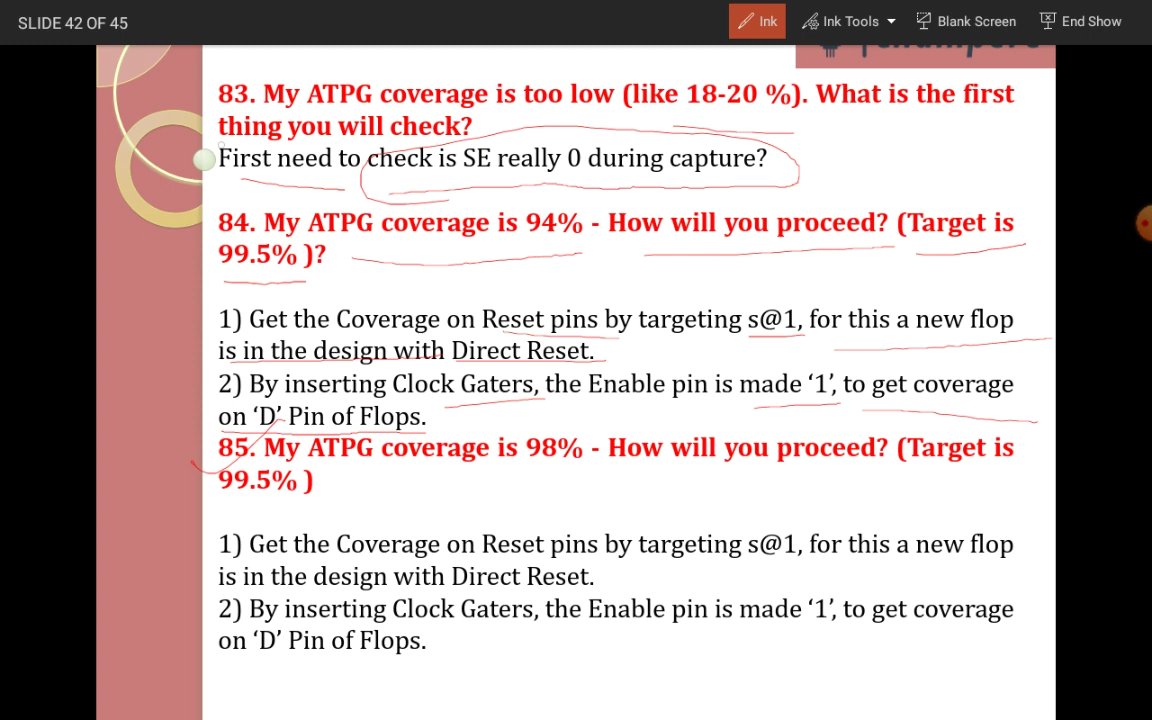 SLIDE 42 OF 45
Ink
Ink Tools
Blank Screen
End Show
83. My ATPG coverage is too low (like 18-20 %). What is the first
thing you will check?
First need to check is SE really 0 during capture?
84. My ATPG coverage is 94% - How will you proceed? (Target is
99.5% )?
1) Get the Coverage on Reset pins by targeting s@1, for this a new flop
is in the design with Direct Reset.
2) By inserting Clock Gaters, the Enable pin is made ‘1’, to get coverage
on ‘D’ Pin of Flops.
85. My ATPG coverage is 98% - How will you proceed? (Target is
99.5% )
1) Get the Coverage on Reset pins by targeting s@1, for this a new flop
is in the design with Direct Reset.
2) By inserting Clock Gaters, the Enable pin is made ‘1’, to get coverage
on ‘D’ Pin of Flops.